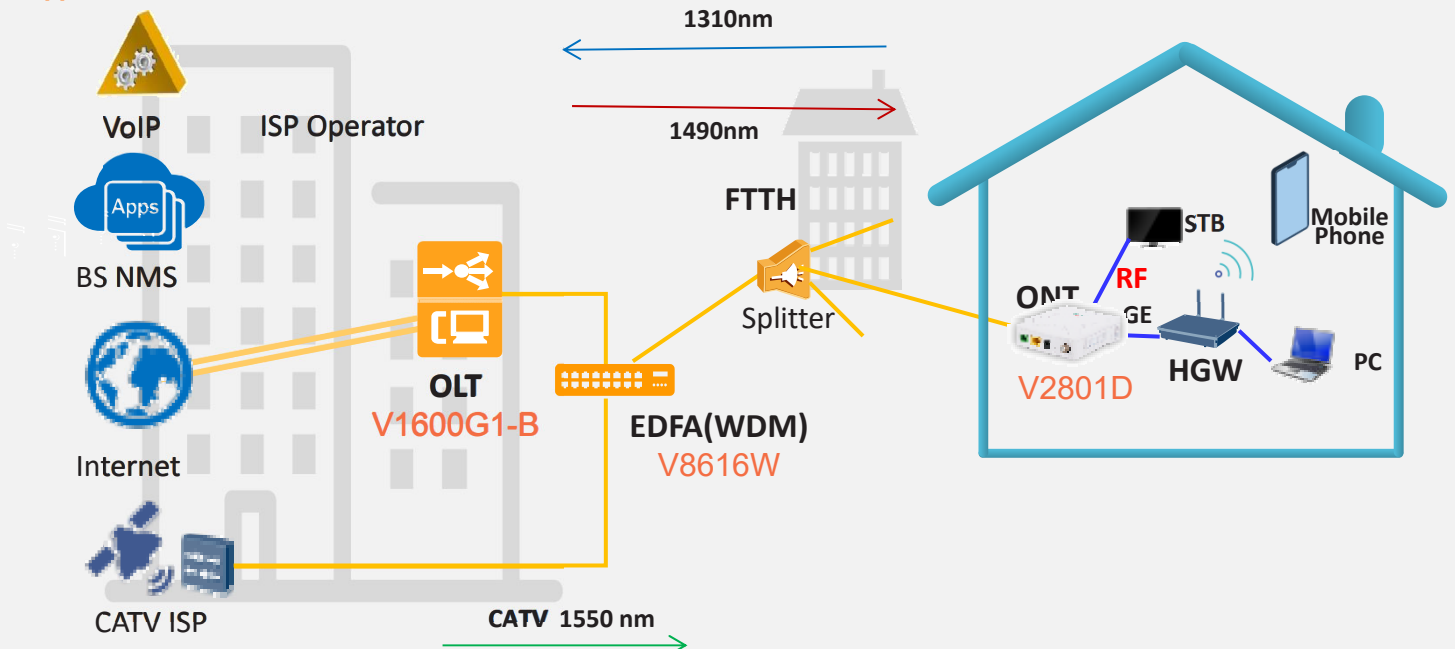 1310nm
1490nm
VoIP
ISP Operator
Apps
BS NMS
Internet
CATV ISP
OLT
V1600G1-B
EDFA(WDM)
V8616W
CATV 1550 nm
FTTH
Splitter
ONT
V2801D
RF
GE
STB
HGW
Mobile
Phone
PC